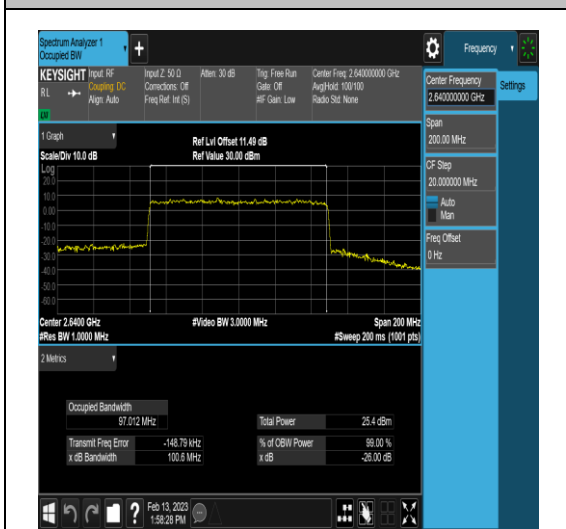 Spectrum Analyzer 1
Occupied BW
Frequency
KEYSIGHT
RL
Input: RF
Coupling: DC
Align: Auto
Input Z: 50 Ω
Corrections: Off
Freq Ref: Int (S)
Atten: 30 dB
Trig: Free Run
Gate: Off
#IF Gain: Low
Center Freq: 2.640000000 GHz
Avg|Hold: 100/100
Radio Std: None
Center Frequency
2.640000000 GHz
Settings
Span
200.00 MHz
CF Step
20.000000 MHz
Auto
Man
Freq Offset
0 Hz
1 Graph
Scale/Div 10.0 dB
Ref Lvl Offset 11.49 dB
Ref Value 30.00 dBm
Log
20.0
10.0
0.00
-10.0
-20.0
-30.0
-40.0
-50.0
-60.0
Center 2.6400 GHz
#Res BW 1.0000 MHz
#Video BW 3.0000 MHz
Span 200 MHz
#Sweep 200 ms (1001 pts)
2 Metrics
Occupied Bandwidth
97.012 MHz
Total Power 25.4 dBm
Transmit Freq Error -148.79 kHz
% of OBW Power 99.00 %
x dB Bandwidth 100.6 MHz
x dB -26.00 dB
?
Feb 13, 2023
1:58:28 PM